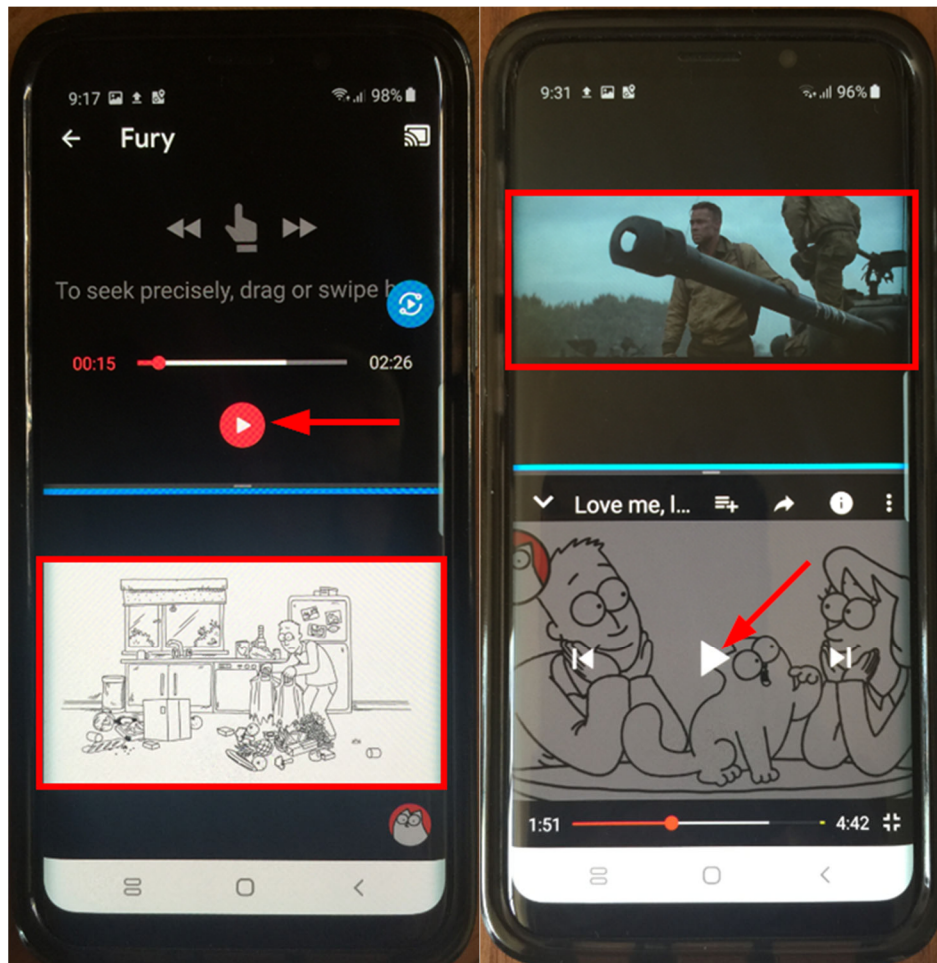 9:17 98%
Fury
To seek precisely, drag or swipe h
00:15 02:26
9:31 96%
Love me, l...
1:51 4:42